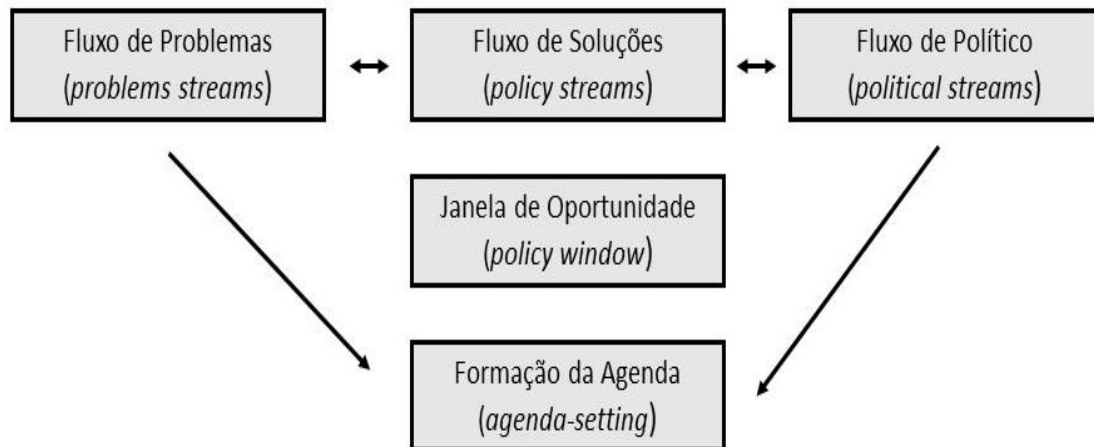 Fluxo de Problemas
(problems streams)
Fluxo de Soluções
(policy streams)
Fluxo de Político
(political streams)
Janela de Oportunidade
(policy window)
Formação da Agenda
(agenda-setting)